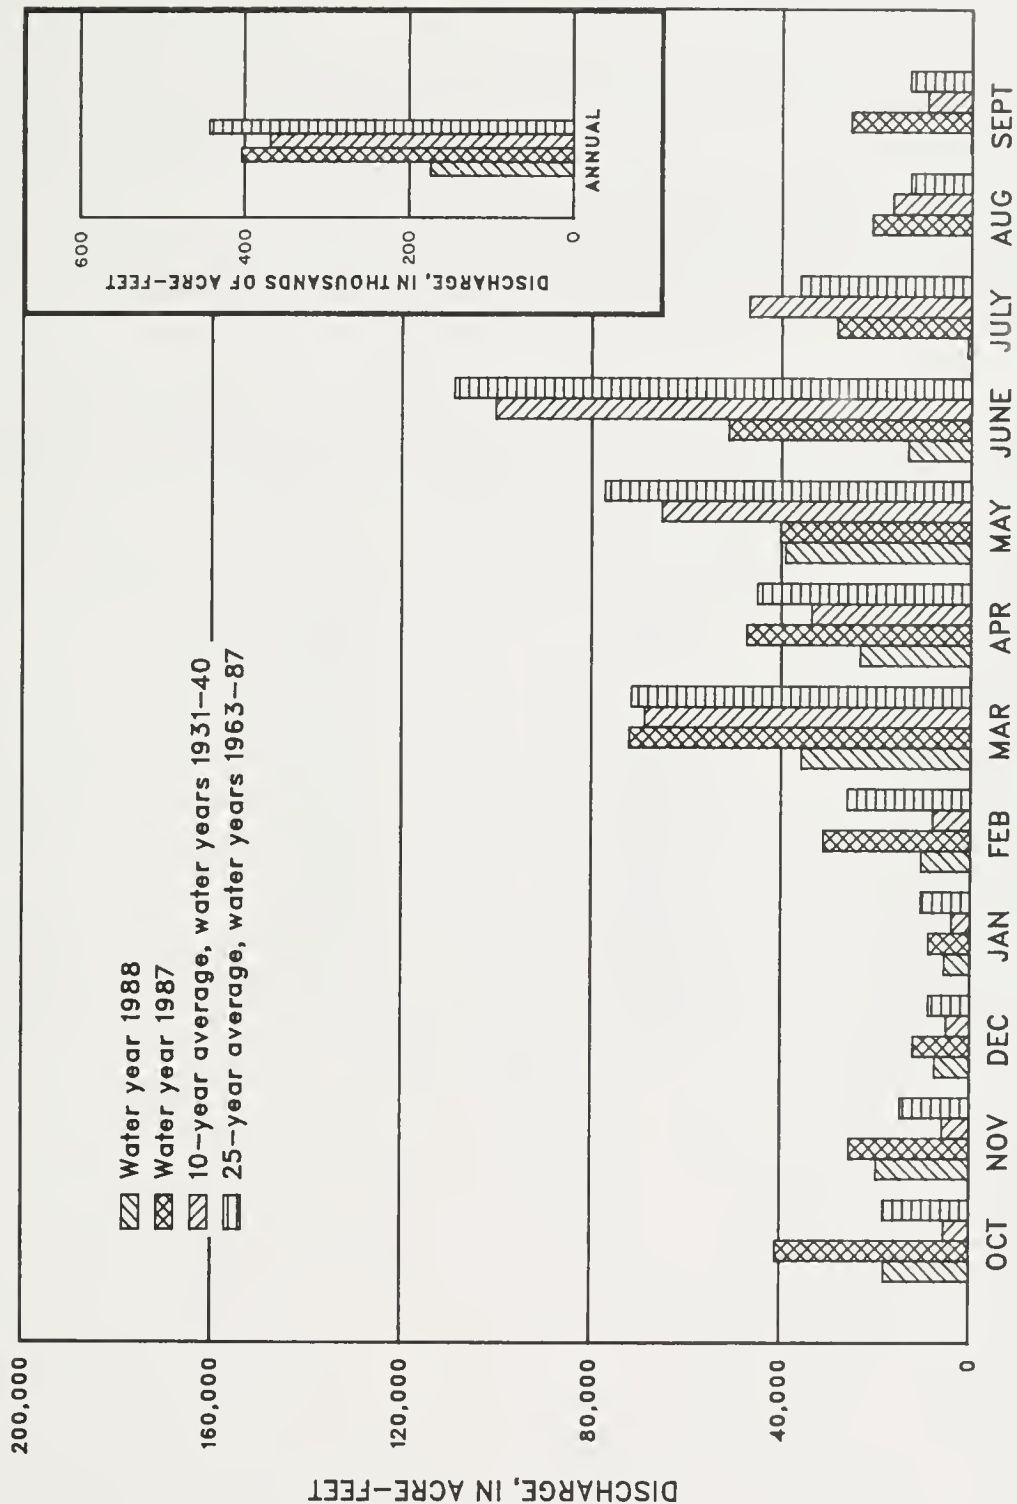 DISCHARGE, IN ACRE-FEET
200,000
160,000
120,000
80,000
40,000
0
Water year 1988
Water year 1987
10-year average, water years 1931-40
25-year average, water years 1963-87
OCT NOV DEC JAN FEB MAR APR MAY JUNE JULY AUG SEPT
DISCHARGE, IN THOUSANDS OF ACRE-FEET
600
400
200
0
ANNUAL